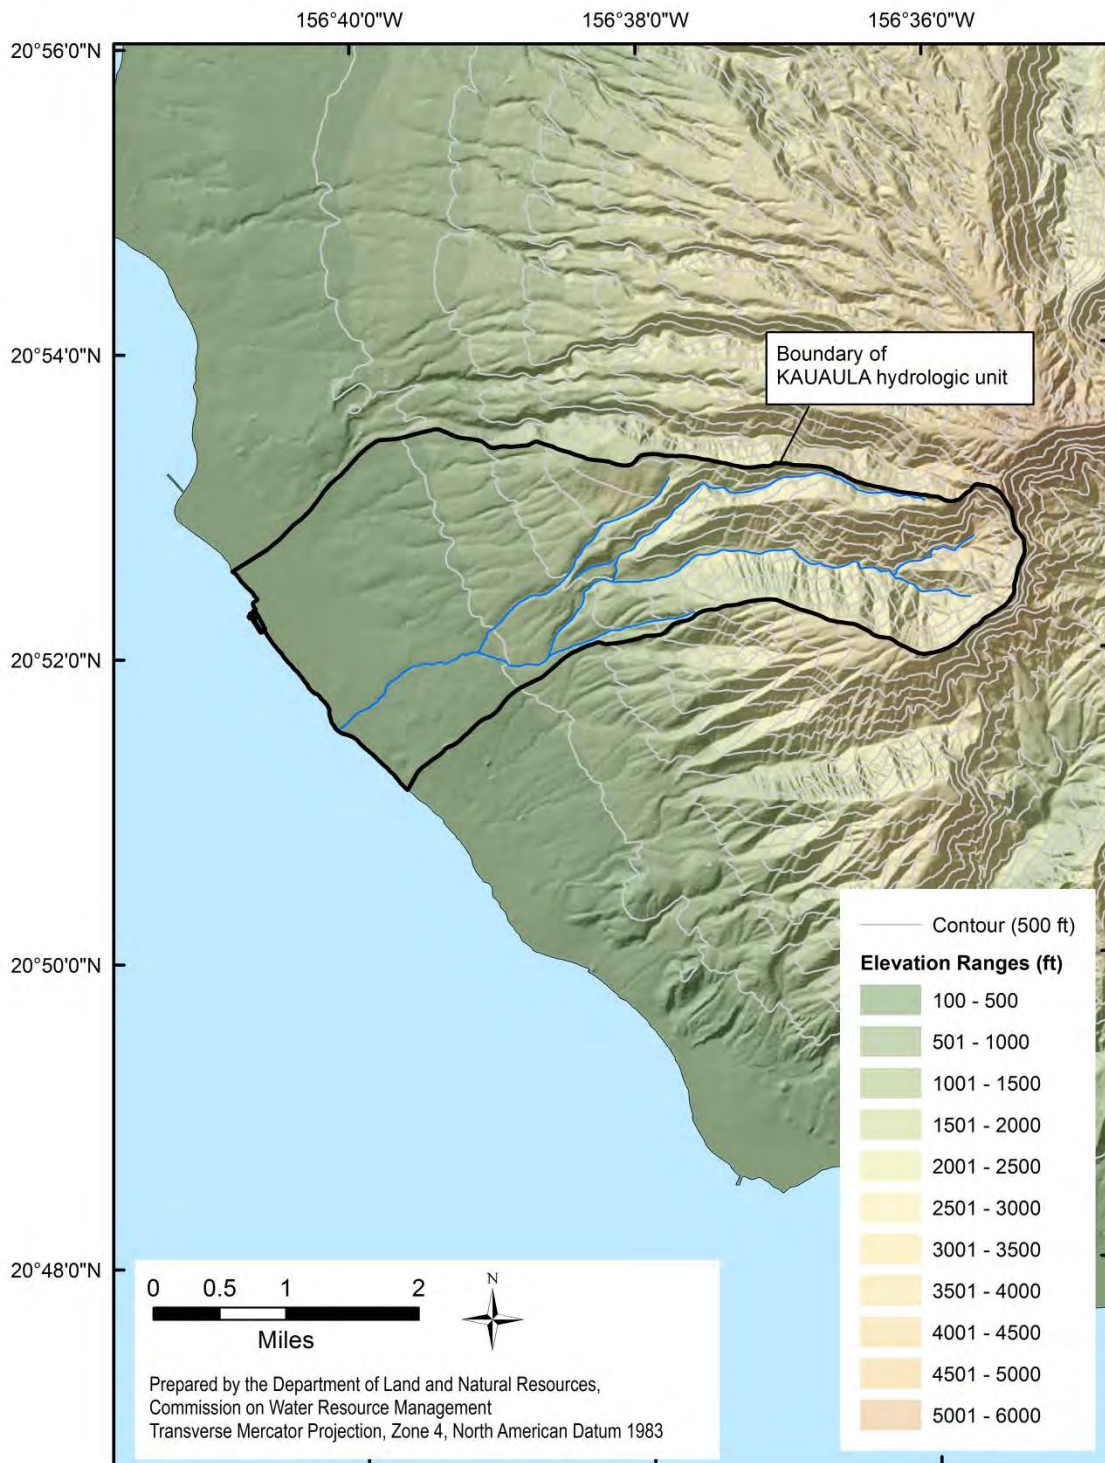 156°40'0"W
156°38'0"W
156°36'0"W
20°56'0"N
20°54'0"N
Boundary of
KAUAULA hydrologic unit
20°52'0"N
20°50'0"N
20°48'0"N
Contour (500 ft)
Elevation Ranges (ft)
100 - 500
501 - 1000
1001 - 1500
1501 - 2000
2001 - 2500
2501 - 3000
3001 - 3500
3501 - 4000
4001 - 4500
4501 - 5000
5001 - 6000
0 0.5 1 2
Miles
N
Prepared by the Department of Land and Natural Resources,
Commission on Water Resource Management
Transverse Mercator Projection, Zone 4, North American Datum 1983